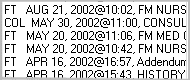 FT AUG 21, 2002@10:02, FM NURS
COL MAY 30, 2002@11:00, CONSUL
FT MAY 20, 2002@11:06, FM MED
FT MAY 20, 2002@10:42, FM NURS
FT APR 16, 2002@16:57, Addendum
FT APR 16, 2002@15:43, HISTORY